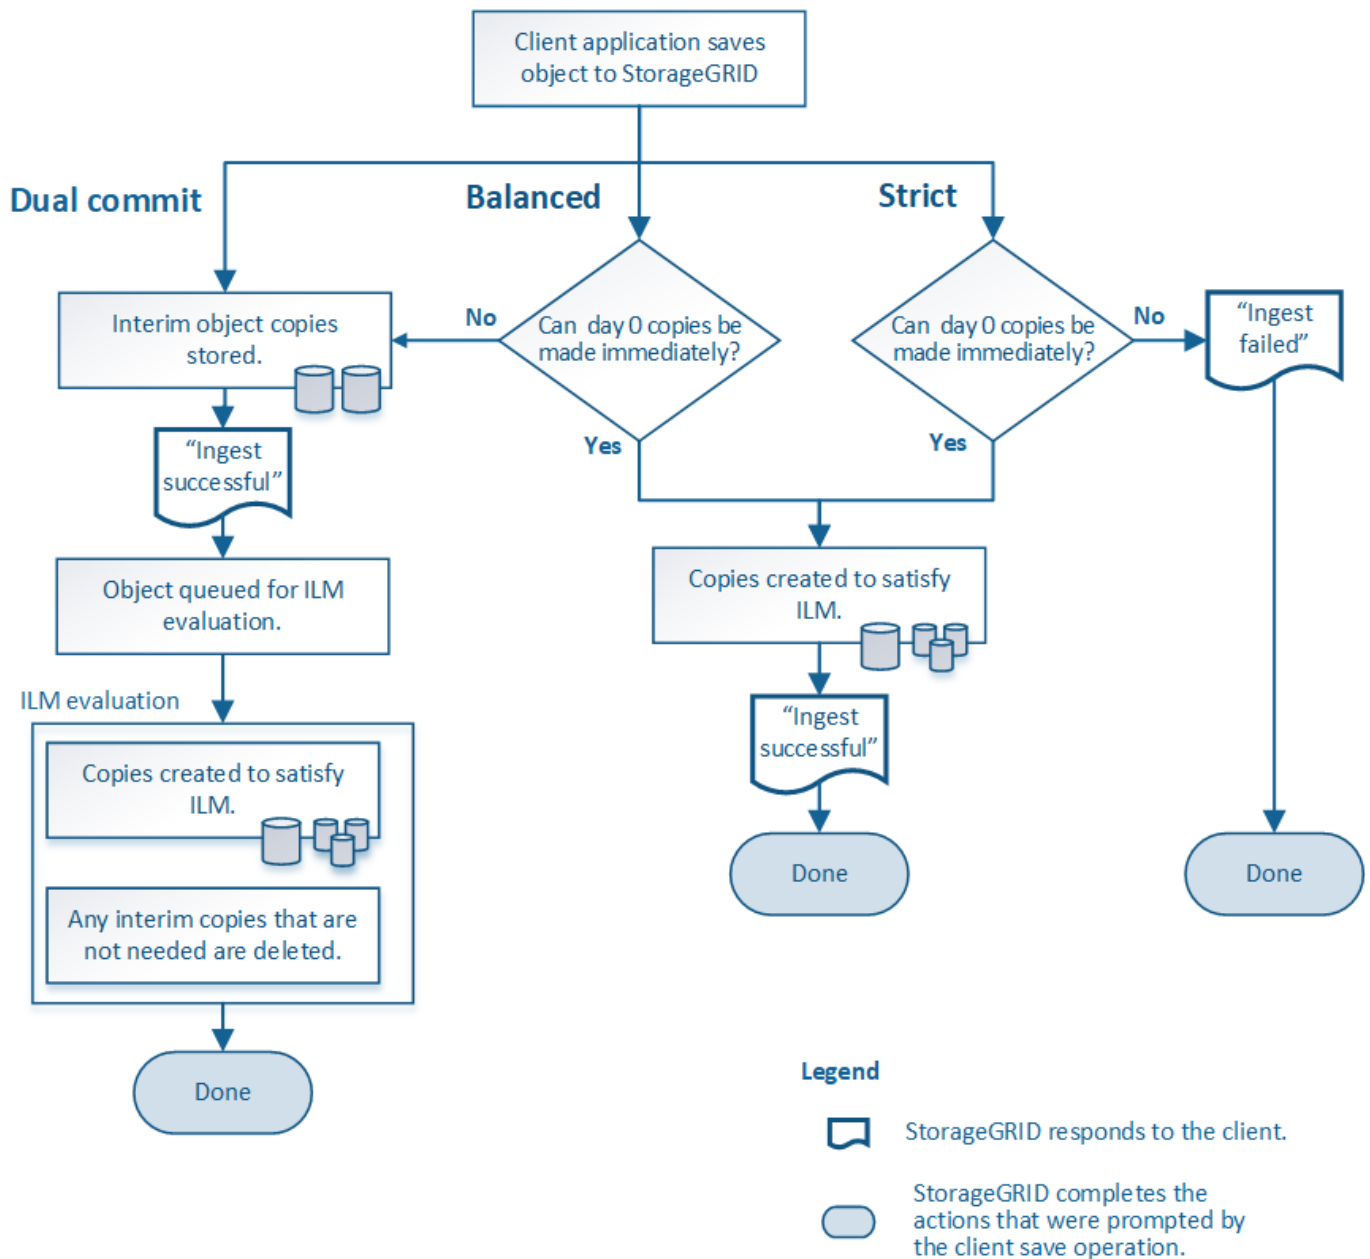 Client application saves
object to StorageGRID
Dual commit
Balanced
Strict
Interim object copies
stored.
No
Can day 0 copies be
made immediately?
Can day 0 copies be
made immediately?
No
“Ingest
failed”
“Ingest
successful”
Yes
Yes
Object queued for ILM
evaluation.
Copies created to satisfy
ILM.
ILM evaluation
“Ingest
successful”
Copies created to satisfy
ILM.
Any interim copies that are
not needed are deleted.
Done
Done
Done
Legend
StorageGRID responds to the client.
StorageGRID completes the
actions that were prompted by
the client save operation.